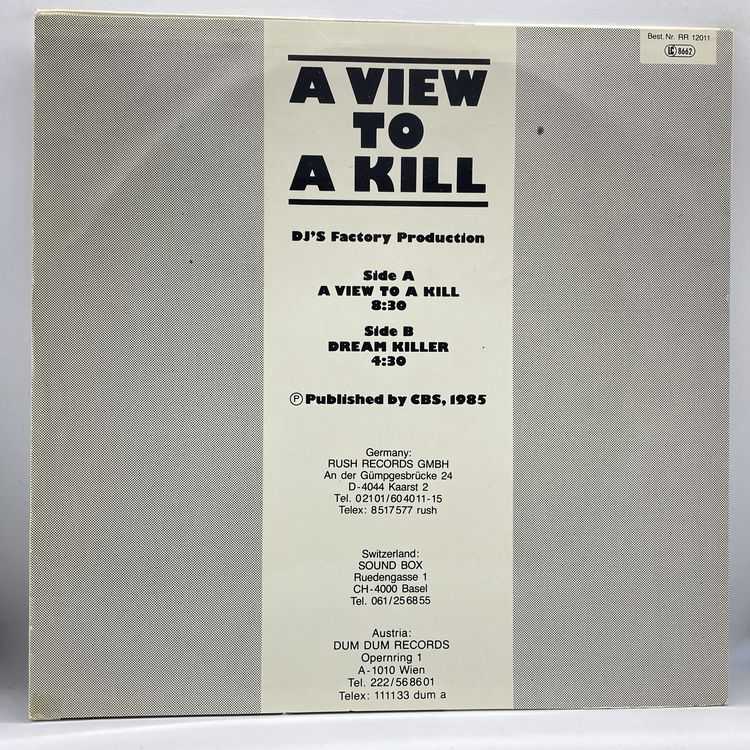 Best. Nr. RR 12011
LC 8662
A VIEW
TO
A KILL
DJ'S Factory Production
Side A
A VIEW TO A KILL
8:30
Side B
DREAM KILLER
4:30
Ⓟ Published by CBS, 1985
Germany:
RUSH RECORDS GMBH
An der Gümpgesbrücke 24
D-4044 Kaarst 2
Tel. 02101/604011-15
Telex: 8517577 rush
Switzerland:
SOUND BOX
Ruedengasse 1
CH-4000 Basel
Tel. 061/256855
Austria:
DUM DUM RECORDS
Opernring 1
A-1010 Wien
Tel. 222/568601
Telex: 111133 dum a